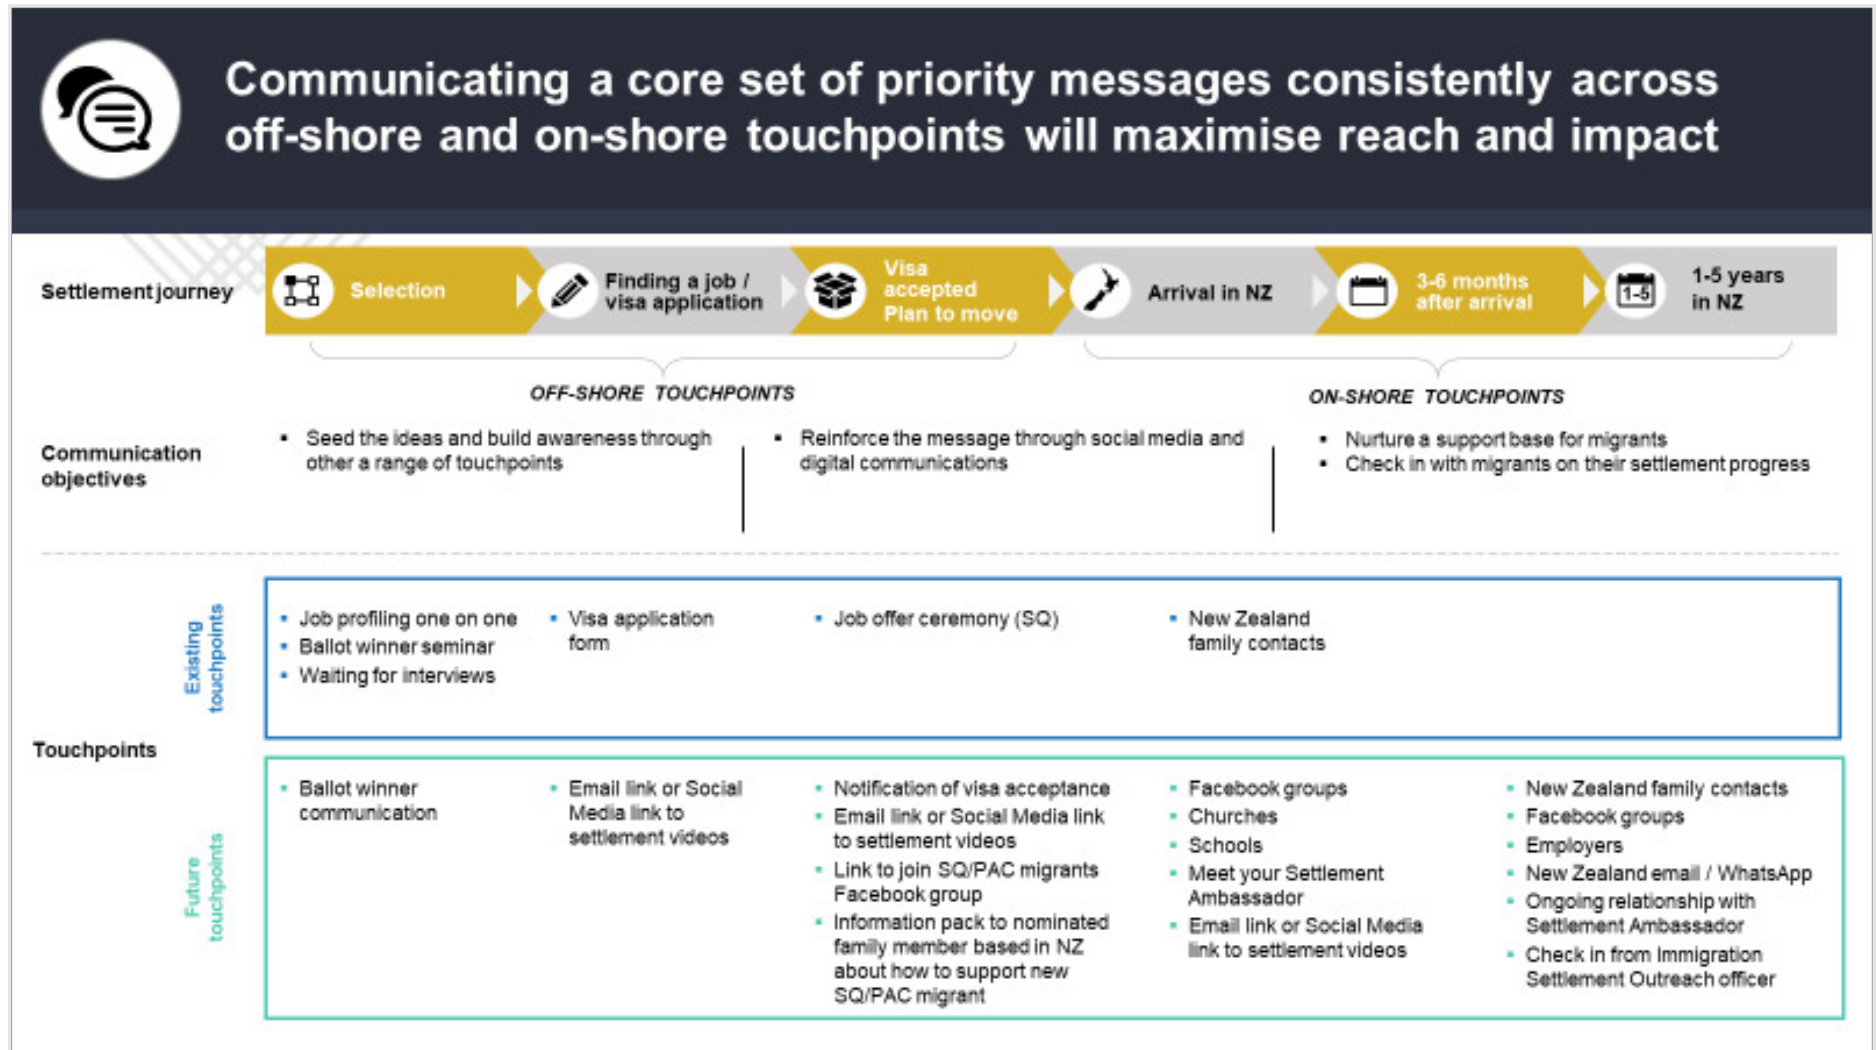 Communicating a core set of priority messages consistently across
off-shore and on-shore touchpoints will maximise reach and impact
Settlement journey
Selection
Finding a job /
visa application
Visa
accepted
Plan to move
Arrival in NZ
3-6 months
after arrival
1-5
1-5 years
in NZ
OFF-SHORE TOUCHPOINTS
ON-SHORE TOUCHPOINTS
Communication
objectives
▪ Seed the ideas and build awareness through
other a range of touchpoints
▪ Reinforce the message through social media and
digital communications
▪ Nurture a support base for migrants
▪ Check in with migrants on their settlement progress
Touchpoints
Existing
touchpoints
▪ Job profiling one on one
▪ Ballot winner seminar
▪ Waiting for interviews
▪ Visa application
form
▪ Job offer ceremony (SQ)
▪ New Zealand
family contacts
Future
touchpoints
▪ Ballot winner
communication
▪ Email link or Social
Media link to
settlement videos
▪ Notification of visa acceptance
▪ Email link or Social Media link
to settlement videos
▪ Link to join SQ/PAC migrants
Facebook group
▪ Information pack to nominated
family member based in NZ
about how to support new
SQ/PAC migrant
▪ Facebook groups
▪ Churches
▪ Schools
▪ Meet your Settlement
Ambassador
▪ Email link or Social Media
link to settlement videos
▪ New Zealand family contacts
▪ Facebook groups
▪ Employers
▪ New Zealand email / WhatsApp
▪ Ongoing relationship with
Settlement Ambassador
▪ Check in from Immigration
Settlement Outreach officer